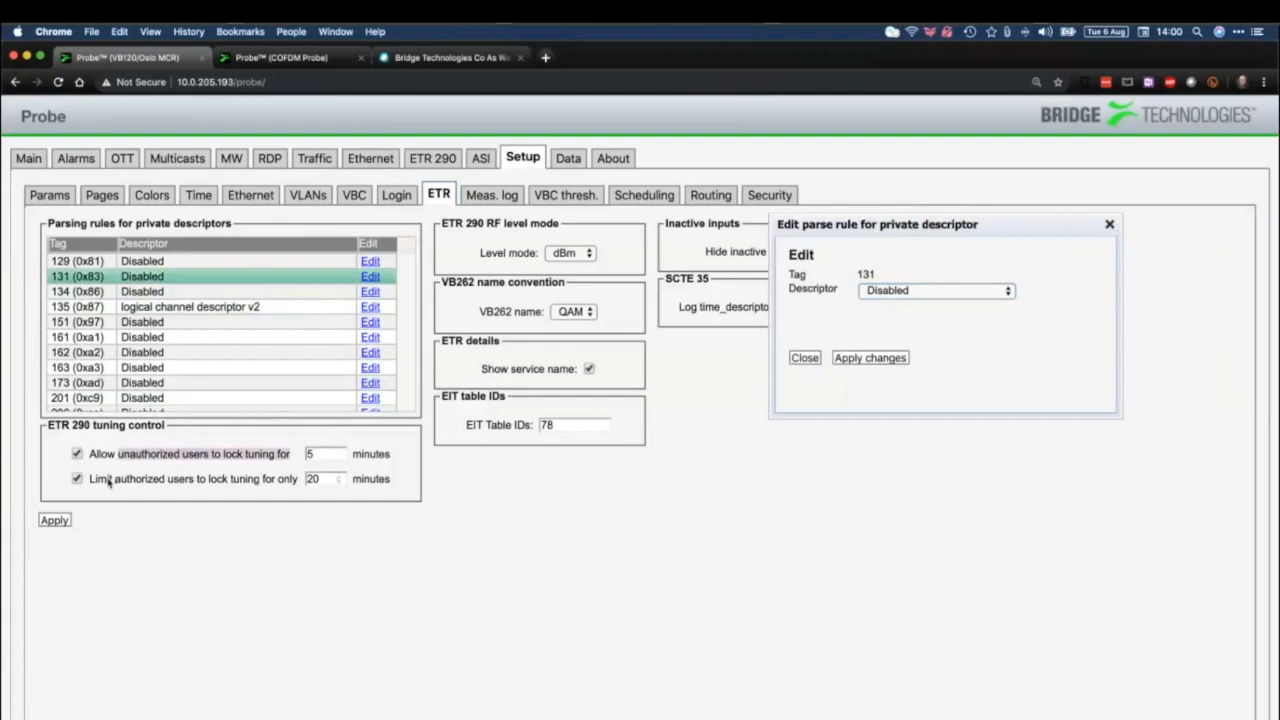 Chrome File Edit View History Bookmarks People Window Help Tue 6 Aug 14:00
Probe™ (VB120/Oslo MCR) × Probe™ (COFDM Probe) × Bridge Technologies Co As We ×
Not Secure 10.0.205.193/probe/
Probe BRIDGE TECHNOLOGIES™
Main Alarms OTT Multicasts MW RDP Traffic Ethernet ETR 290 ASI Setup Data About
Params Pages Colors Time Ethernet VLANs VBC Login ETR Meas. log VBC thresh. Scheduling Routing Security
Parsing rules for private descriptors
Tag Descriptor Edit
129 (0x81) Disabled Edit
131 (0x83) Disabled Edit
134 (0x86) Disabled Edit
135 (0x87) logical channel descriptor v2 Edit
151 (0x97) Disabled Edit
161 (0xa1) Disabled Edit
162 (0xa2) Disabled Edit
163 (0xa3) Disabled Edit
173 (0xad) Disabled Edit
201 (0xc9) Disabled Edit
ETR 290 tuning control
Allow unauthorized users to lock tuning for 5 minutes
Limit authorized users to lock tuning for only 20 minutes
Apply
ETR 290 RF level mode
Level mode: dBm
VB262 name convention
VB262 name: QAM
ETR details
Show service name:
EIT table IDs
EIT Table IDs: 78
Inactive inputs
Hide inactive
SCTE 35
Log time_descripto
Edit parse rule for private descriptor
Edit
Tag 131
Descriptor Disabled
Close Apply changes